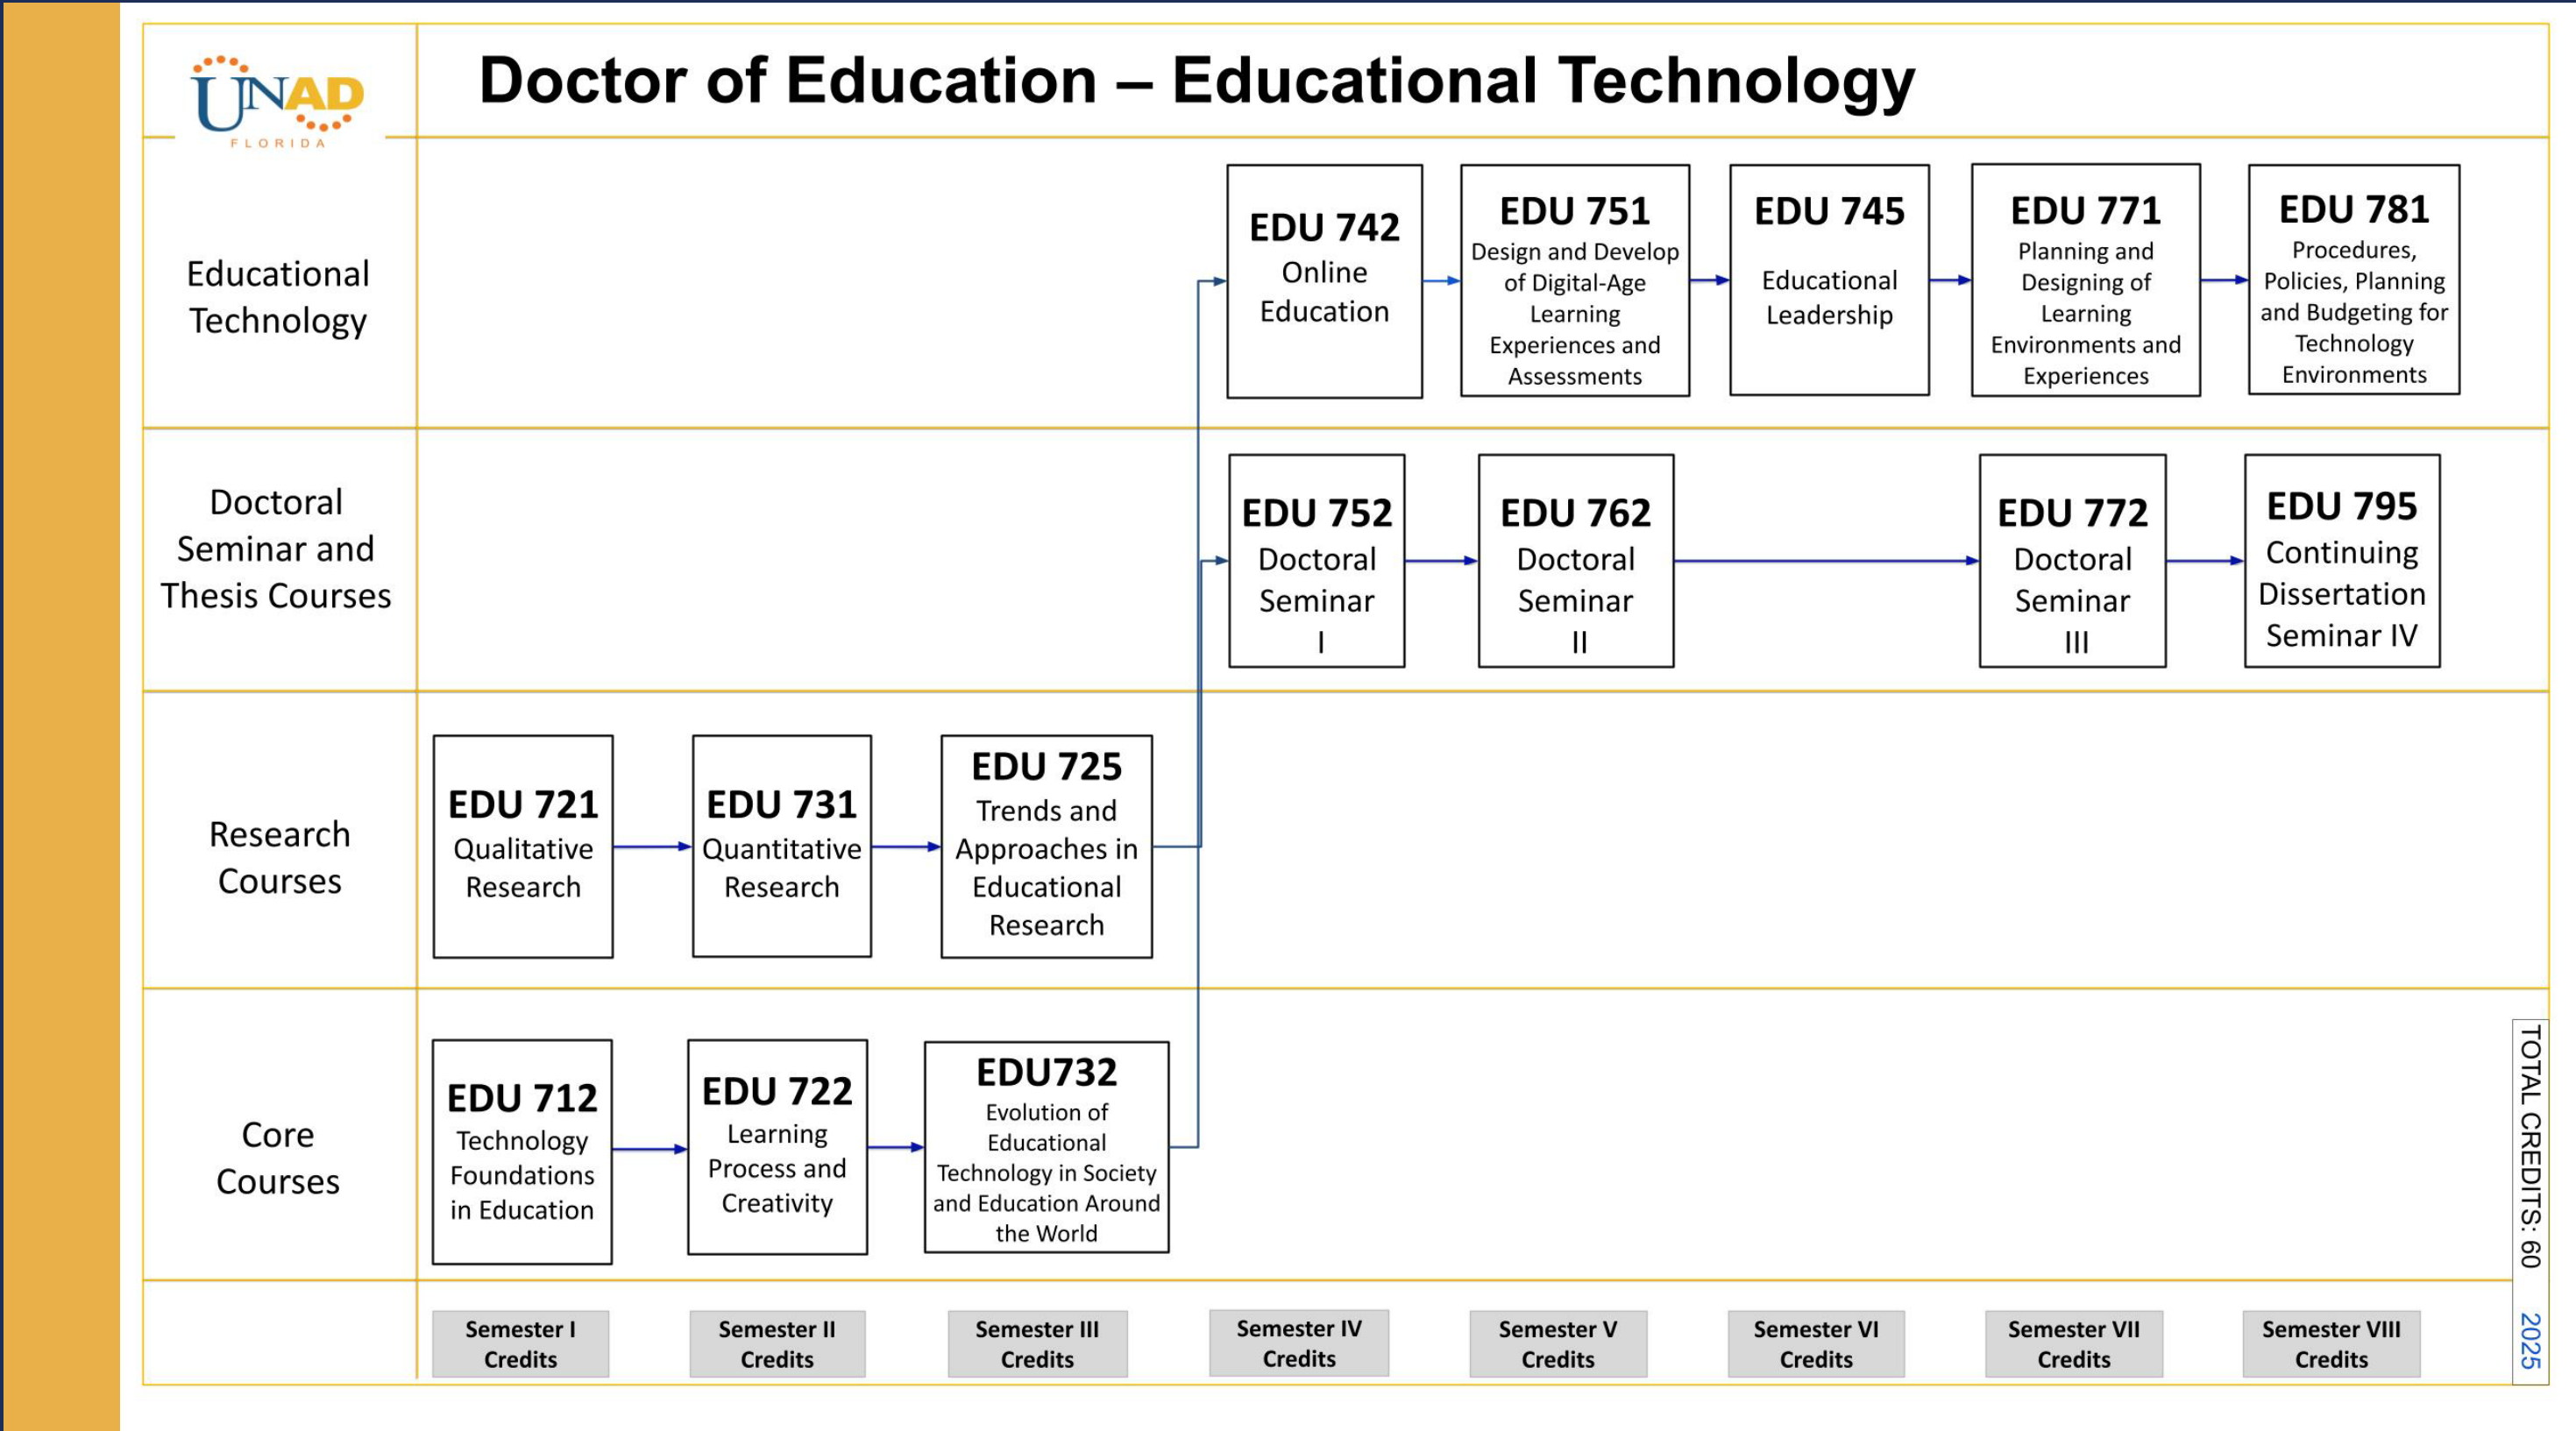 UNAD
FLORIDA
Doctor of Education – Educational Technology
Educational
Technology
EDU 742
Online
Education
EDU 751
Design and Develop
of Digital-Age
Learning
Experiences and
Assessments
EDU 745
Educational
Leadership
EDU 771
Planning and
Designing of
Learning
Environments and
Experiences
EDU 781
Procedures,
Policies, Planning
and Budgeting for
Technology
Environments
Doctoral
Seminar and
Thesis Courses
EDU 752
Doctoral
Seminar
I
EDU 762
Doctoral
Seminar
II
EDU 772
Doctoral
Seminar
III
EDU 795
Continuing
Dissertation
Seminar IV
Research
Courses
EDU 721
Qualitative
Research
EDU 731
Quantitative
Research
EDU 725
Trends and
Approaches in
Educational
Research
Core
Courses
EDU 712
Technology
Foundations
in Education
EDU 722
Learning
Process and
Creativity
EDU732
Evolution of
Educational
Technology in Society
and Education Around
the World
Semester I
Credits
Semester II
Credits
Semester III
Credits
Semester IV
Credits
Semester V
Credits
Semester VI
Credits
Semester VII
Credits
Semester VIII
Credits
TOTAL CREDITS: 60 2025